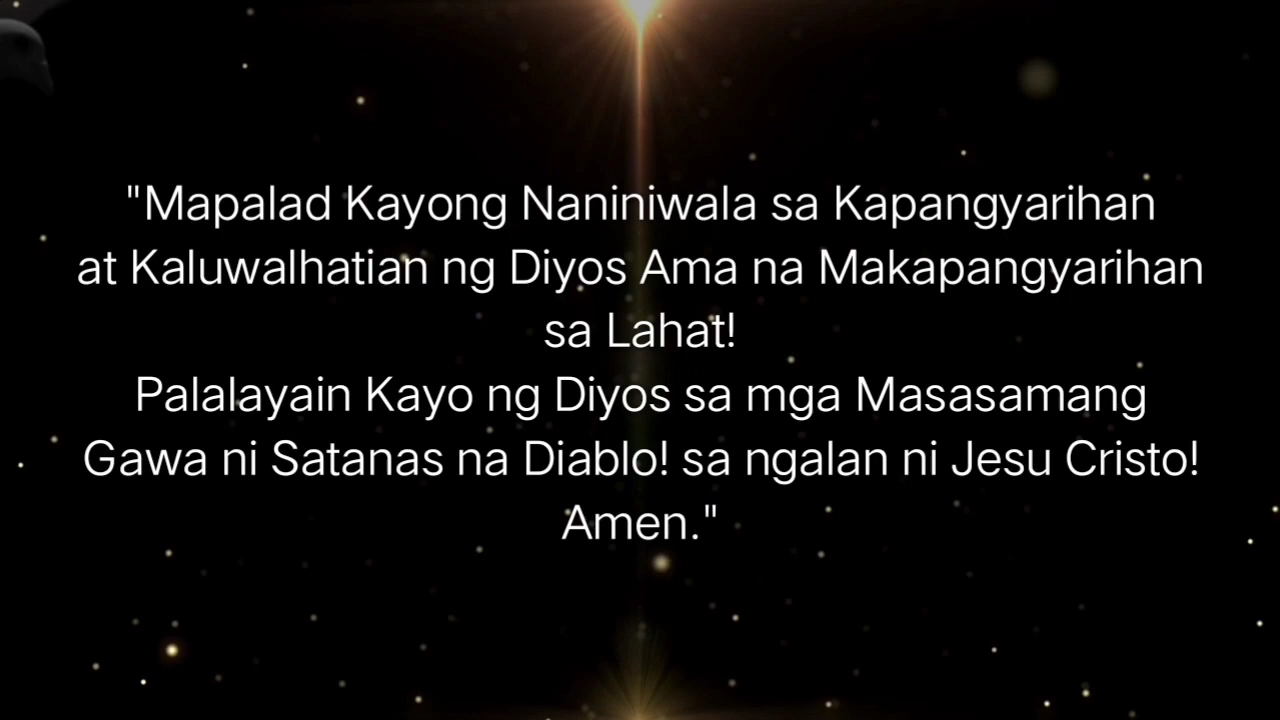 "Mapalad Kayong Naniniwala sa Kapangyarihan
at Kaluwalhatian ng Diyos Ama na Makapangyarihan
sa Lahat!
Palalayain Kayo ng Diyos sa mga Masasamang
Gawa ni Satanas na Diablo! sa ngalan ni Jesu Cristo!
Amen."